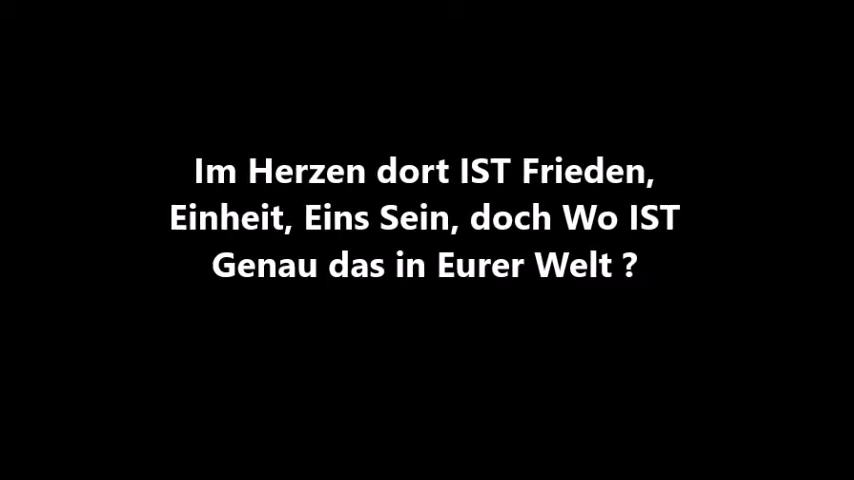 Im Herzen dort IST Frieden,
Einheit, Eins Sein, doch Wo IST
Genau das in Eurer Welt ?